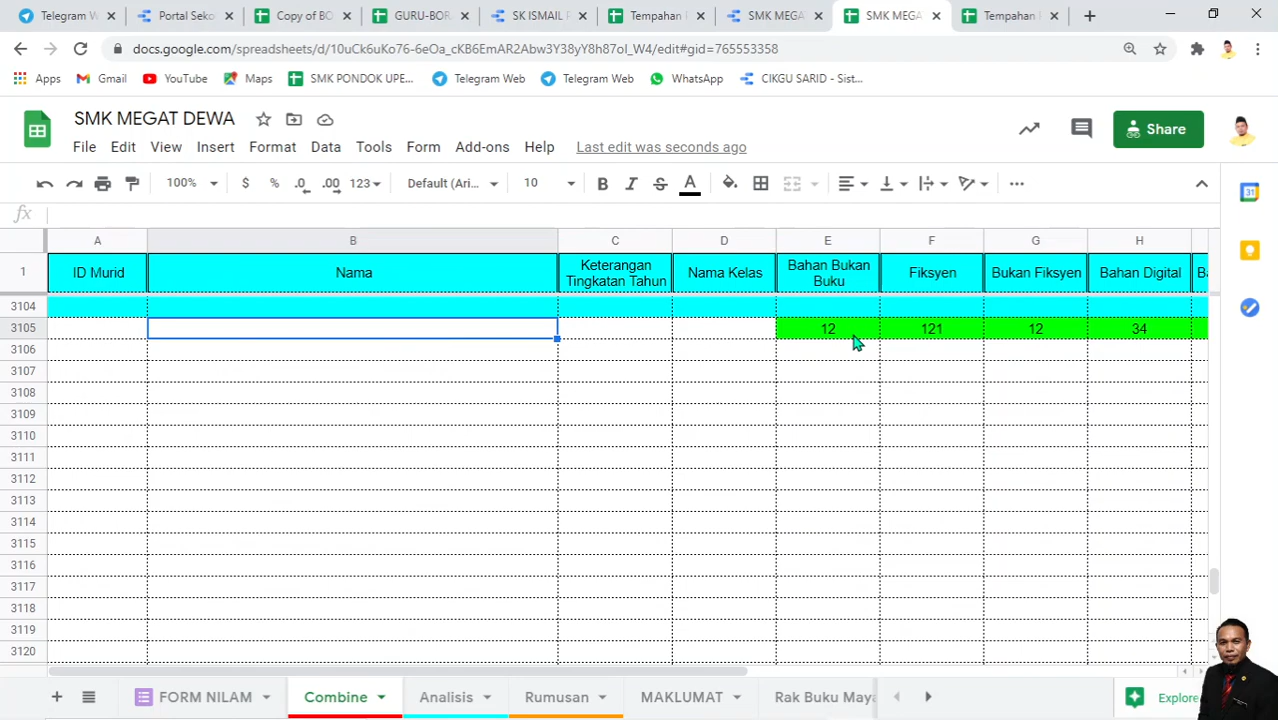 Telegram W
Portal Seko
Copy of BO
GURU-BOR
SK ISMAIL P
Tempahan
SMK MEGAT
SMK MEGA
Tempahan
docs.google.com/spreadsheets/d/10uCk6uKo76-6eOa_cKB6EmAR2Abw3Y38yY8h87oI_W4/edit#gid=765553358
Apps
Gmail
YouTube
Maps
SMK PONDOK UPE...
Telegram Web
Telegram Web
WhatsApp
CIKGU SARID - Sist...
SMK MEGAT DEWA
File Edit View Insert Format Data Tools Form Add-ons Help Last edit was seconds ago
Share
100% $ % .0 .00 123 Default (Ari... 10 B I S A
31
fx
A B C D E F G H
1 ID Murid Nama Keterangan Tingkatan Tahun Nama Kelas Bahan Bukan Buku Fiksyen Bukan Fiksyen Bahan Digital
3104
3105 12 121 12 34
3106
3107
3108
3109
3110
3111
3112
3113
3114
3115
3116
3117
3118
3119
3120
FORM NILAM Combine Analisis Rumusan MAKLUMAT Rak Buku Maya
Explore